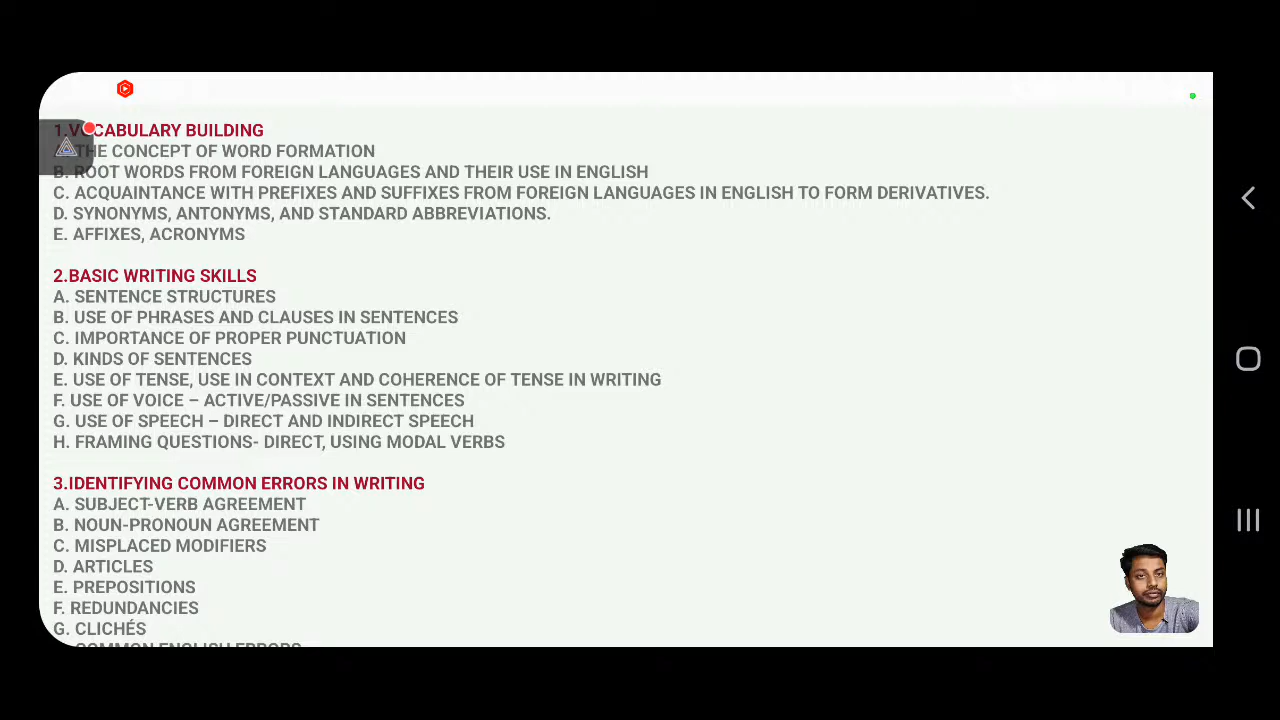 1.VOCABULARY BUILDING
THE CONCEPT OF WORD FORMATION
B. ROOT WORDS FROM FOREIGN LANGUAGES AND THEIR USE IN ENGLISH
C. ACQUAINTANCE WITH PREFIXES AND SUFFIXES FROM FOREIGN LANGUAGES IN ENGLISH TO FORM DERIVATIVES.
D. SYNONYMS, ANTONYMS, AND STANDARD ABBREVIATIONS.
E. AFFIXES, ACRONYMS
2.BASIC WRITING SKILLS
A. SENTENCE STRUCTURES
B. USE OF PHRASES AND CLAUSES IN SENTENCES
C. IMPORTANCE OF PROPER PUNCTUATION
D. KINDS OF SENTENCES
E. USE OF TENSE, USE IN CONTEXT AND COHERENCE OF TENSE IN WRITING
F. USE OF VOICE – ACTIVE/PASSIVE IN SENTENCES
G. USE OF SPEECH – DIRECT AND INDIRECT SPEECH
H. FRAMING QUESTIONS- DIRECT, USING MODAL VERBS
3.IDENTIFYING COMMON ERRORS IN WRITING
A. SUBJECT-VERB AGREEMENT
B. NOUN-PRONOUN AGREEMENT
C. MISPLACED MODIFIERS
D. ARTICLES
E. PREPOSITIONS
F. REDUNDANCIES
G. CLICHÉS
COMMON ENGLISH ERRORS